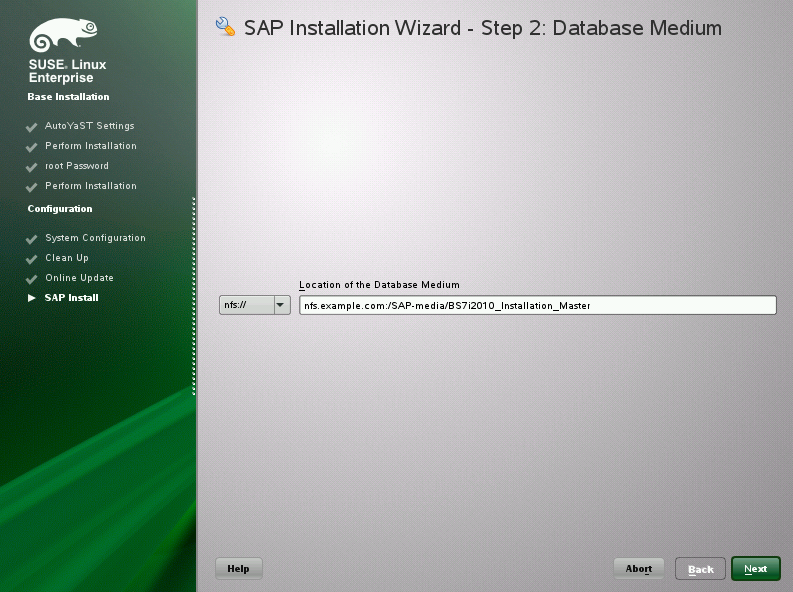 SAP Installation Wizard - Step 2: Database Medium
SUSE. Linux
Enterprise
Base Installation
AutoYaST Settings
Perform Installation
root Password
Perform Installation
Configuration
System Configuration
Clean Up
Online Update
SAP Install
Location of the Database Medium
nfs://
nfs.example.com:/SAP-media/BS7i2010_Installation_Master
Help
Abort
Back
Next